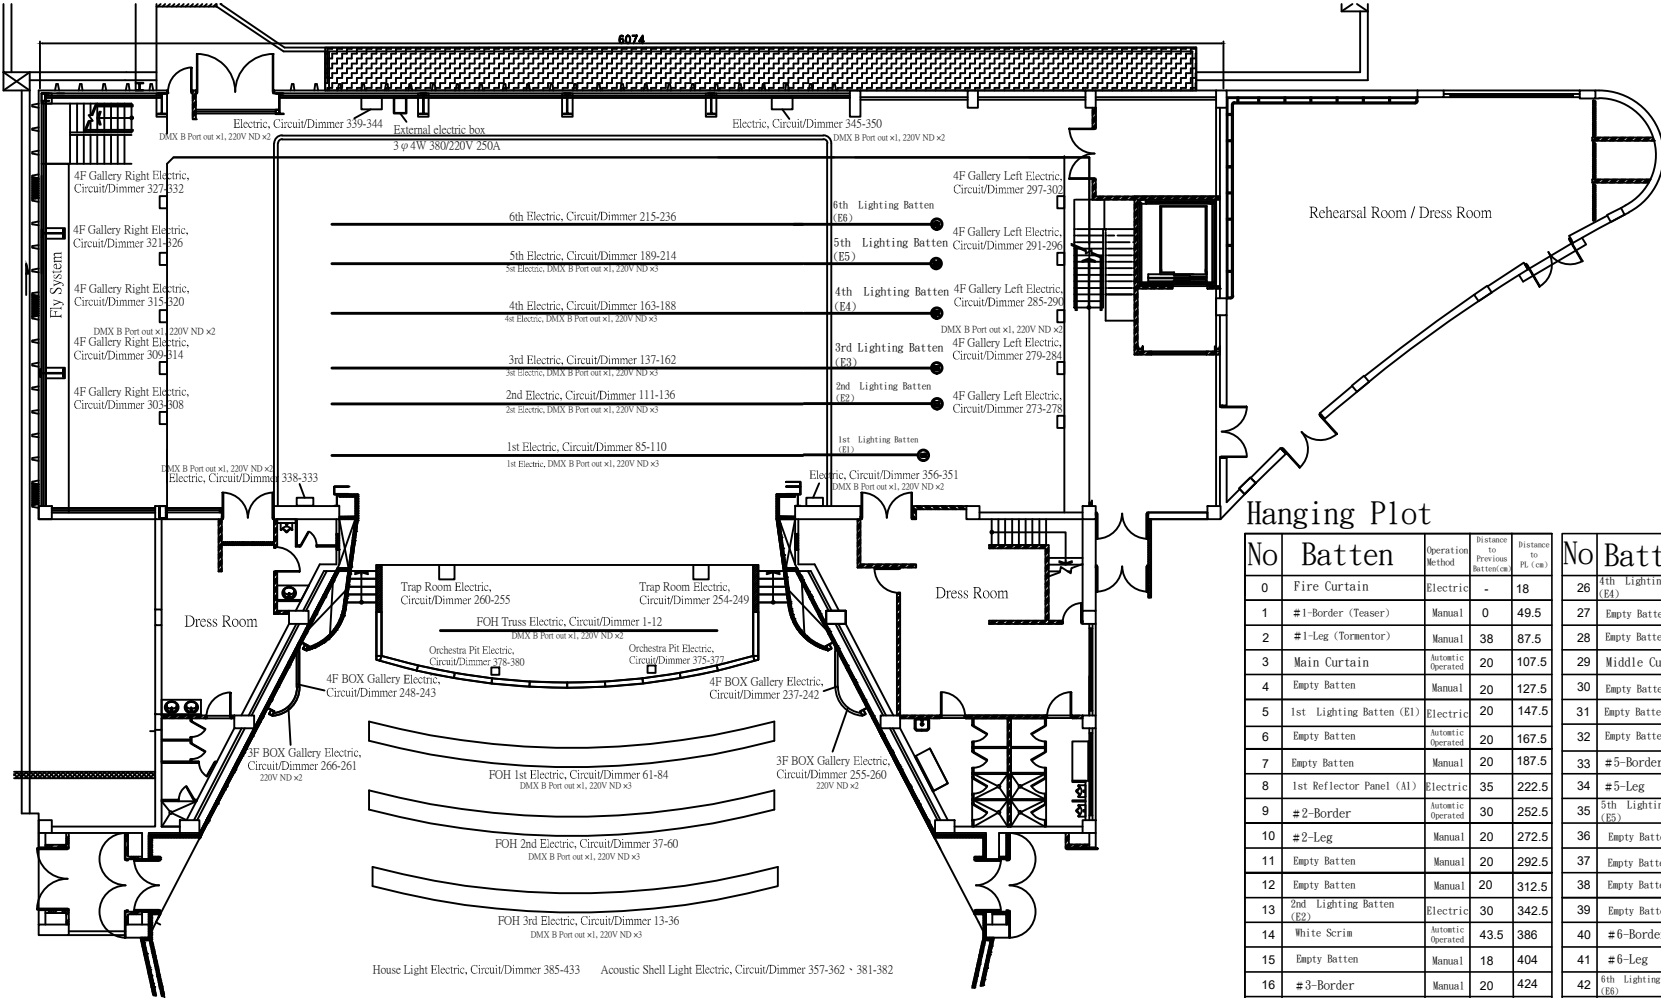 6074
Electric, Circuit/Dimmer 339-344
DMX B Port out ×1, 220V ND ×2
External electric box
3 φ 4W 380/220V 250A
Electric, Circuit/Dimmer 345-350
DMX B Port out ×1, 220V ND ×2
4F Gallery Right Electric,
Circuit/Dimmer 327-332
4F Gallery Right Electric,
Circuit/Dimmer 321-326
4F Gallery Right Electric,
Circuit/Dimmer 315-320
DMX B Port out ×1, 220V ND ×2
4F Gallery Right Electric,
Circuit/Dimmer 309-314
4F Gallery Right Electric,
Circuit/Dimmer 303-308
Fly System
DMX B Port out ×1, 220V ND ×2
Electric, Circuit/Dimmer 338-333
6th Electric, Circuit/Dimmer 215-236
5th Electric, Circuit/Dimmer 189-214
5st Electric, DMX B Port out ×1, 220V ND ×3
4th Electric, Circuit/Dimmer 163-188
4st Electric, DMX B Port out ×1, 220V ND ×3
3rd Electric, Circuit/Dimmer 137-162
3st Electric, DMX B Port out ×1, 220V ND ×3
2nd Electric, Circuit/Dimmer 111-136
2st Electric, DMX B Port out ×1, 220V ND ×3
1st Electric, Circuit/Dimmer 85-110
1st Electric, DMX B Port out ×1, 220V ND ×3
6th Lighting Batten
(E6)
5th Lighting Batten
(E5)
4th Lighting Batten
(E4)
3rd Lighting Batten
(E3)
2nd Lighting Batten
(E2)
1st Lighting Batten
(E1)
4F Gallery Left Electric,
Circuit/Dimmer 297-302
4F Gallery Left Electric,
Circuit/Dimmer 291-296
4F Gallery Left Electric,
Circuit/Dimmer 285-290
DMX B Port out ×1, 220V ND ×2
4F Gallery Left Electric,
Circuit/Dimmer 279-284
4F Gallery Left Electric,
Circuit/Dimmer 273-278
Electric, Circuit/Dimmer 356-351
DMX B Port out ×1, 220V ND ×2
Rehearsal Room / Dress Room
Dress Room
Dress Room
Trap Room Electric,
Circuit/Dimmer 260-255
Trap Room Electric,
Circuit/Dimmer 254-249
FOH Truss Electric, Circuit/Dimmer 1-12
DMX B Port out ×1, 220V ND ×2
Orchestra Pit Electric,
Circuit/Dimmer 378-380
Orchestra Pit Electric,
Circuit/Dimmer 375-377
4F BOX Gallery Electric,
Circuit/Dimmer 248-243
4F BOX Gallery Electric,
Circuit/Dimmer 237-242
3F BOX Gallery Electric,
Circuit/Dimmer 266-261
220V ND ×2
3F BOX Gallery Electric,
Circuit/Dimmer 255-260
220V ND ×2
FOH 1st Electric, Circuit/Dimmer 61-84
DMX B Port out ×1, 220V ND ×3
FOH 2nd Electric, Circuit/Dimmer 37-60
DMX B Port out ×1, 220V ND ×3
FOH 3rd Electric, Circuit/Dimmer 13-36
DMX B Port out ×1, 220V ND ×3
House Light Electric, Circuit/Dimmer 385-433 Acoustic Shell Light Electric, Circuit/Dimmer 357-362、381-382
Hanging Plot
No Batten Operation Method Distance to Previous Batten(cm) Distance to PL (cm) No Batt
0 Fire Curtain Electric - 18 26 4th Lighting (E4)
1 #1-Border (Teaser) Manual 0 49.5 27 Empty Batte
2 #1-Leg (Tormentor) Manual 38 87.5 28 Empty Batte
3 Main Curtain Automtic Operated 20 107.5 29 Middle Cu
4 Empty Batten Manual 20 127.5 30 Empty Batte
5 1st Lighting Batten (E1) Electric 20 147.5 31 Empty Batte
6 Empty Batten Automtic Operated 20 167.5 32 Empty Batte
7 Empty Batten Manual 20 187.5 33 #5-Border
8 1st Reflector Panel (A1) Electric 35 222.5 34 #5-Leg
9 #2-Border Automtic Operated 30 252.5 35 5th Lightin (E5)
10 #2-Leg Manual 20 272.5 36 Empty Batt
11 Empty Batten Manual 20 292.5 37 Empty Batt
12 Empty Batten Manual 20 312.5 38 Empty Batt
13 2nd Lighting Batten (E2) Electric 30 342.5 39 Empty Batt
14 White Scrim Automtic Operated 43.5 386 40 #6-Borde
15 Empty Batten Manual 18 404 41 #6-Leg
16 #3-Border Manual 20 424 42 6th Lighting (E6)